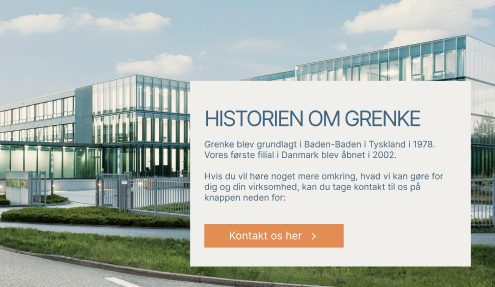 HISTORIEN OM GRENKE
Grenke blev grundlagt i Baden-Baden i Tyskland i 1978.
Vores første filial i Danmark blev åbnet i 2002.
Hvis du vil høre noget mere omkring, hvad vi kan gøre for
dig og din virksomhed, kan du tage kontakt til os på
knappen neden for:
Kontakt os her